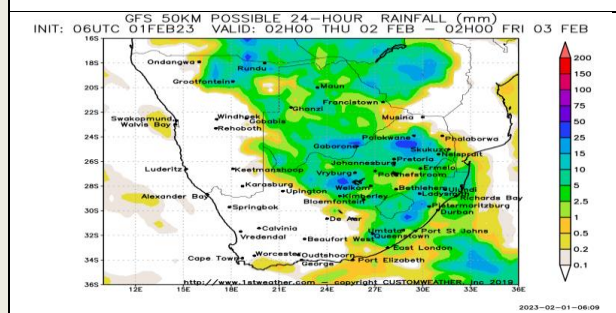 GFS 50KM POSSIBLE 24-HOUR RAINFALL (mm)
INIT: 06UTC 01FEB23 VALID: 02H00 THU 02 FEB – 02H00 FRI 03 FEB
16S
Ondangwa
Rundu
200
18S
150
Grootfontein
Maun
100
20S
Francistown
75
Ghanzi
22S
Windhoek
Gobabis
Musina
50
Swakopmund
Walvis Bay
Rehoboth
24S
Polokwane
Phalaborwa
25
Gaborone
Skukuza
Nelspruit
15
26S
Johannesburg
Pretoria
Luderitz
Keetmanshoop
Vryburg
Potchefstroom
Ermelo
10
28S
Karasburg
Upington
Welkom
Bethlehem
Ulundi
5
Alexander Bay
Kimberley
Ladysmith
Richards Bay
Springbok
Bloemfontein
Pietermaritzburg
2.5
30S
De Aar
Durban
1
Calvinia
Umtata
Port St Johns
32S
Vredendal
Beaufort West
Queenstown
0.5
East London
Cape Town
Worcester
Oudtshoorn
0.2
34S
George
Port Elizabeth
0.1
http://www.1stweather.com – copyright CUSTOMWEATHER, Inc 2019
36S
12E 15E 18E 21E 24E 27E 30E 33E 36E
2023-02-01-06:09